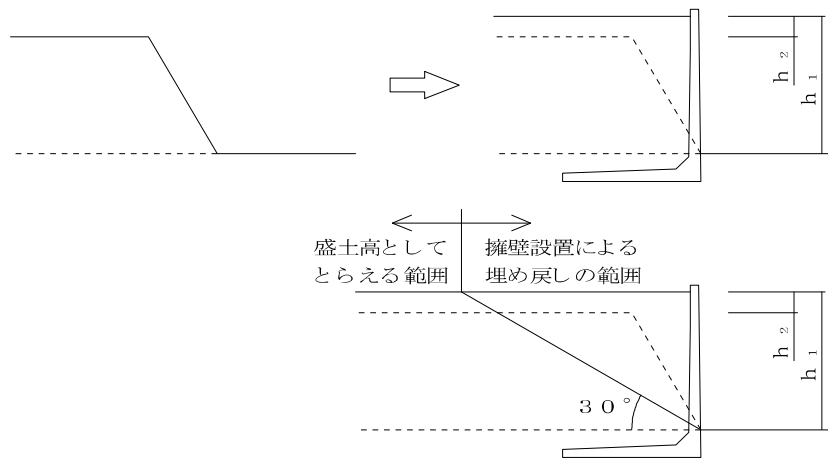 h₂
h₁
盛土高として
とらえる範囲
擁壁設置による
埋め戻しの範囲
h₂
h₁
30°